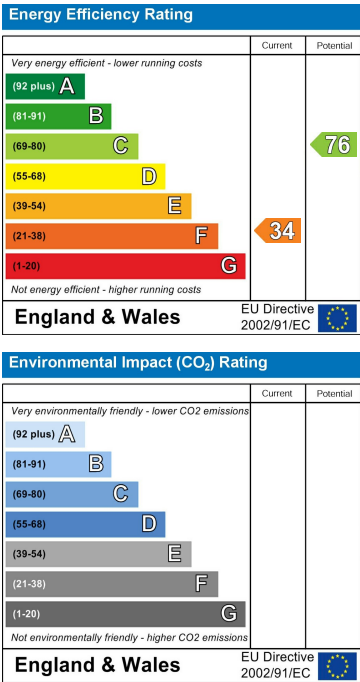 Energy Efficiency Rating
Current Potential
Very energy efficient - lower running costs
(92 plus) A
(81-91) B
(69-80) C
76
(55-68) D
(39-54) E
(21-38) F
34
(1-20) G
Not energy efficient - higher running costs
England & Wales
EU Directive
2002/91/EC
Environmental Impact (CO₂) Rating
Current Potential
Very environmentally friendly - lower CO2 emissions
(92 plus) A
(81-91) B
(69-80) C
(55-68) D
(39-54) E
(21-38) F
(1-20) G
Not environmentally friendly - higher CO2 emissions
England & Wales
EU Directive
2002/91/EC